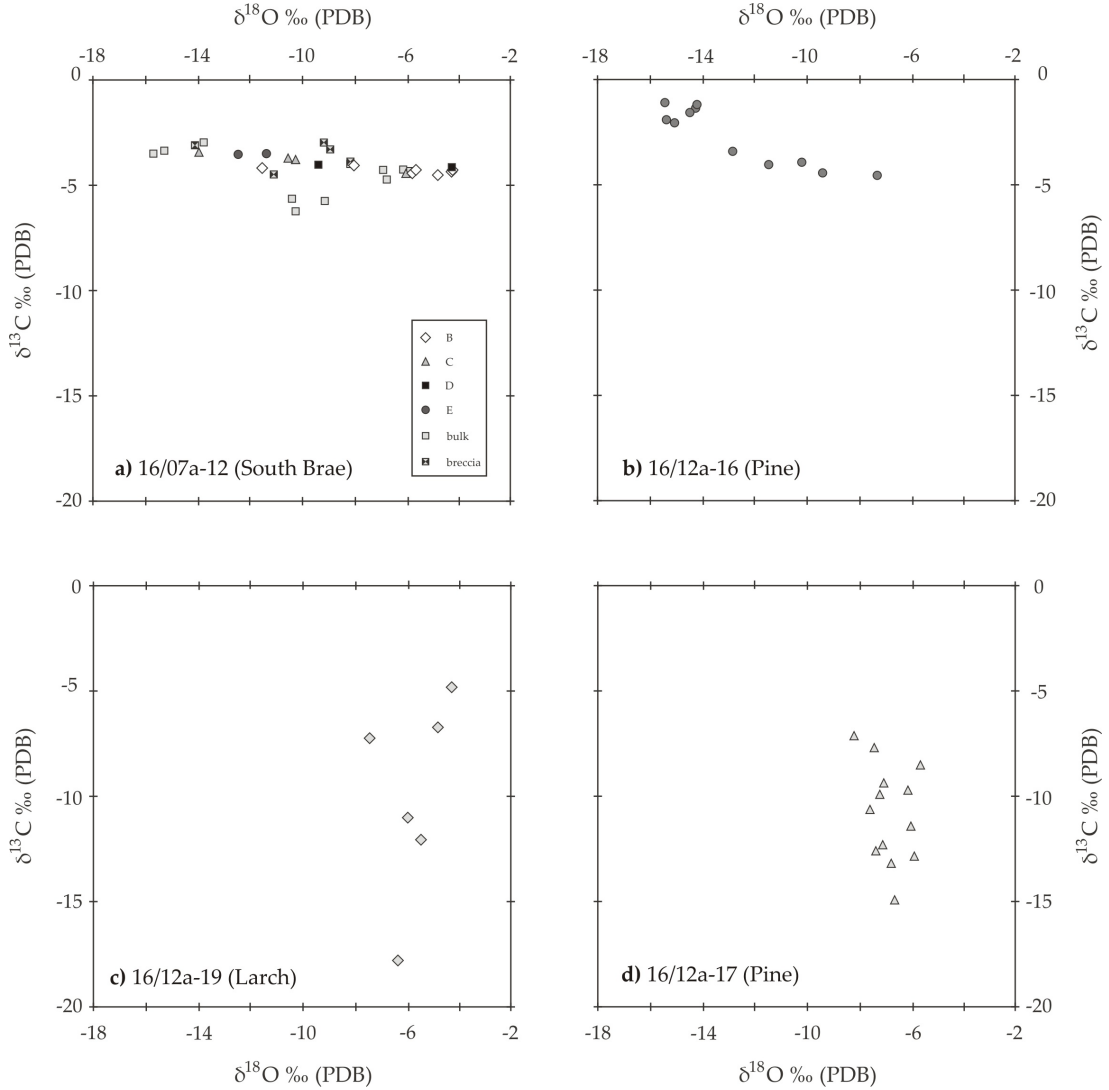 δ18O ‰ (PDB)
δ18O ‰ (PDB)
-18 -14 -10 -6 -2
-18 -14 -10 -6 -2
0
0
-5
-5
-10
-10
-15
-15
-20
-20
δ13C ‰ (PDB)
δ13C ‰ (PDB)
B
C
D
E
bulk
breccia
a) 16/07a-12 (South Brae)
b) 16/12a-16 (Pine)
0
0
-5
-5
-10
-10
-15
-15
-20
-20
δ13C ‰ (PDB)
δ13C ‰ (PDB)
c) 16/12a-19 (Larch)
d) 16/12a-17 (Pine)
-18 -14 -10 -6 -2
-18 -14 -10 -6 -2
δ18O ‰ (PDB)
δ18O ‰ (PDB)